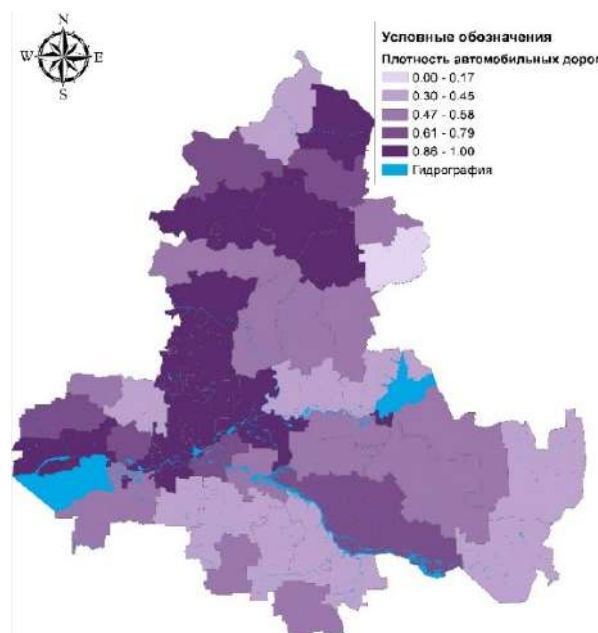 N
W E
S
Условные обозначения
Плотность автомобильных дорог
0.00 - 0.17
0.30 - 0.45
0.47 - 0.58
0.61 - 0.79
0.86 - 1.00
Гидрография